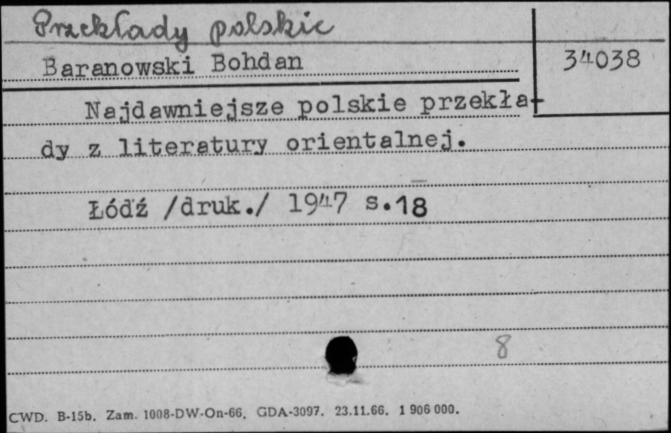 Przekłady polskie
Baranowski Bohdan
34038
Najdawniejsze polskie przekła-
dy z literatury orientalnej.
Łódź /druk./ 1947 s.18
8
CWD. B-15b. Zam. 1008-DW-On-66. GDA-3097. 23.11.66. 1 906 000.